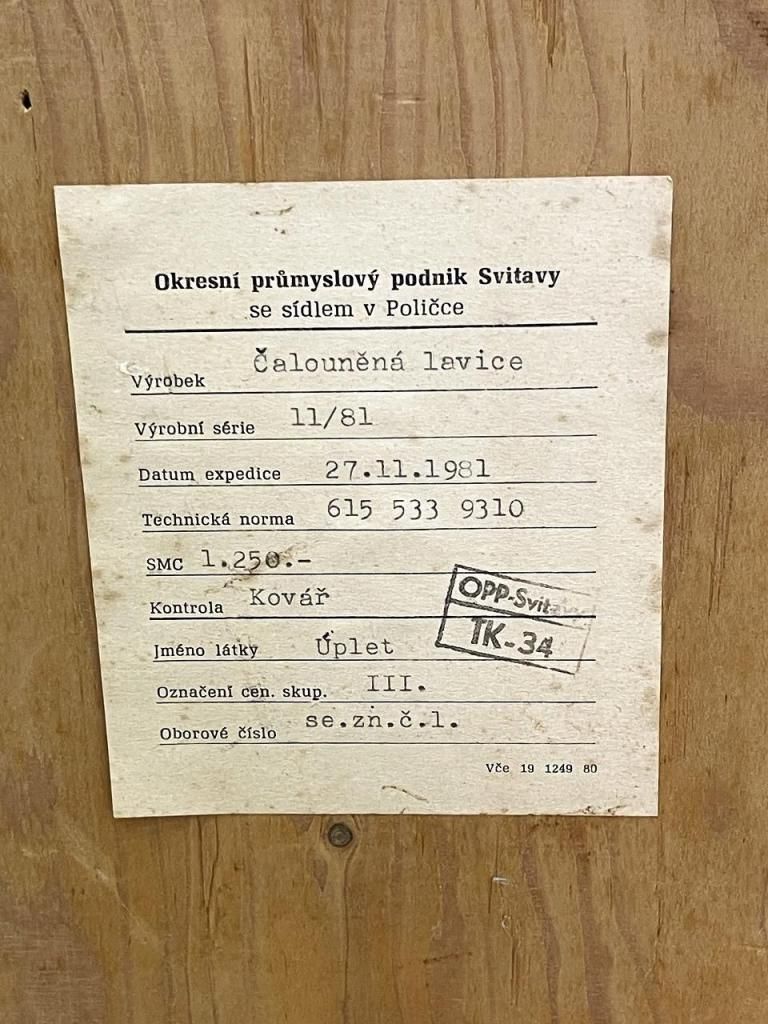 Okresní průmyslový podnik Svitavy
se sídlem v Poličce
Výrobek Čalouněná lavice
Výrobní série 11/81
Datum expedice 27.11.1981
Technická norma 615 533 9310
SMC 1.250.-
Kontrola Kovář
OPP-Svitavy
TK-34
Jméno látky Úplet
Označení cen. skup. III.
Oborové číslo se.zn.č.1.
Vče 19 1249 80